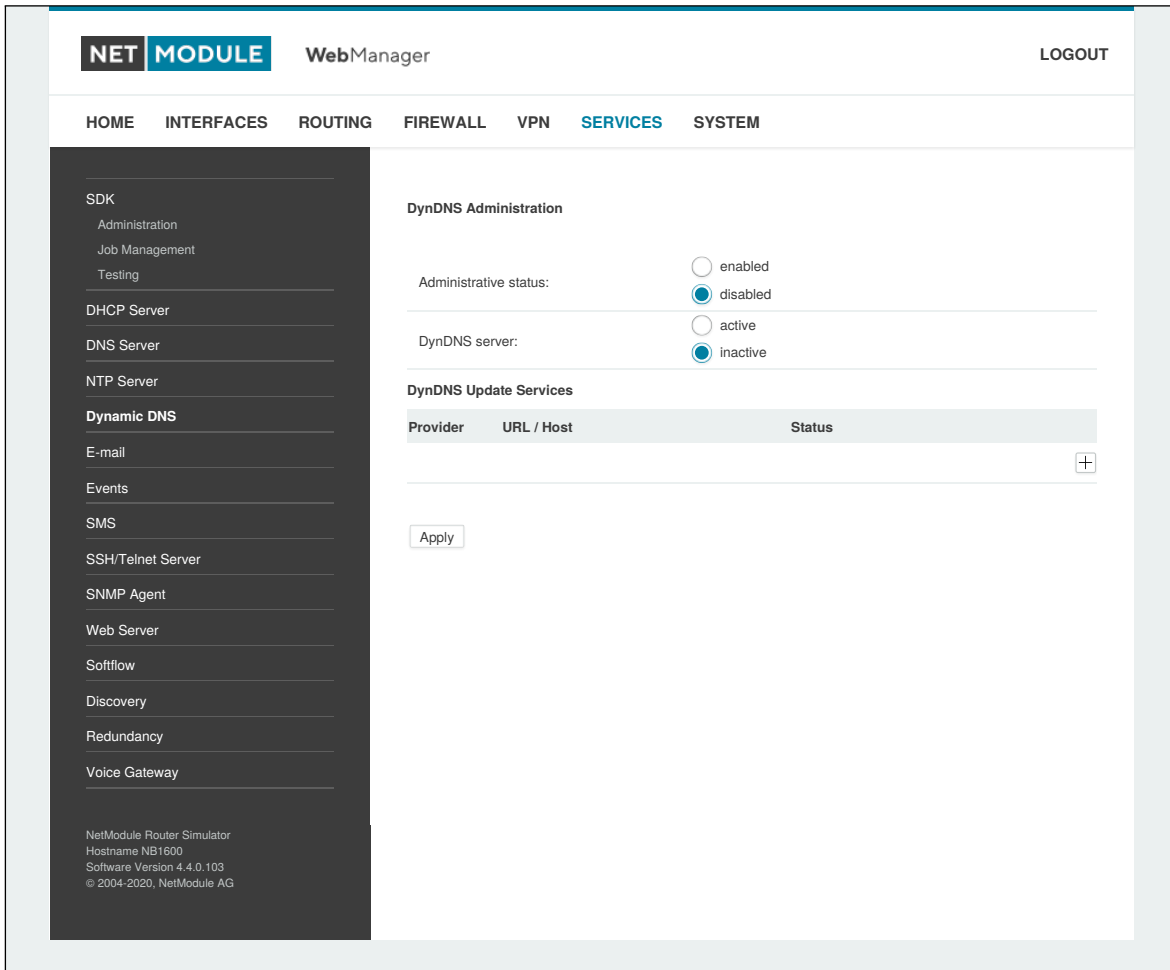 NET MODULE WebManager LOGOUT
HOME INTERFACES ROUTING FIREWALL VPN SERVICES SYSTEM
SDK
Administration
Job Management
Testing
DHCP Server
DNS Server
NTP Server
Dynamic DNS
E-mail
Events
SMS
SSH/Telnet Server
SNMP Agent
Web Server
Softflow
Discovery
Redundancy
Voice Gateway
NetModule Router Simulator
Hostname NB1600
Software Version 4.4.0.103
© 2004-2020, NetModule AG
DynDNS Administration
Administrative status:
enabled
disabled
DynDNS server:
active
inactive
DynDNS Update Services
Provider URL / Host Status
Apply